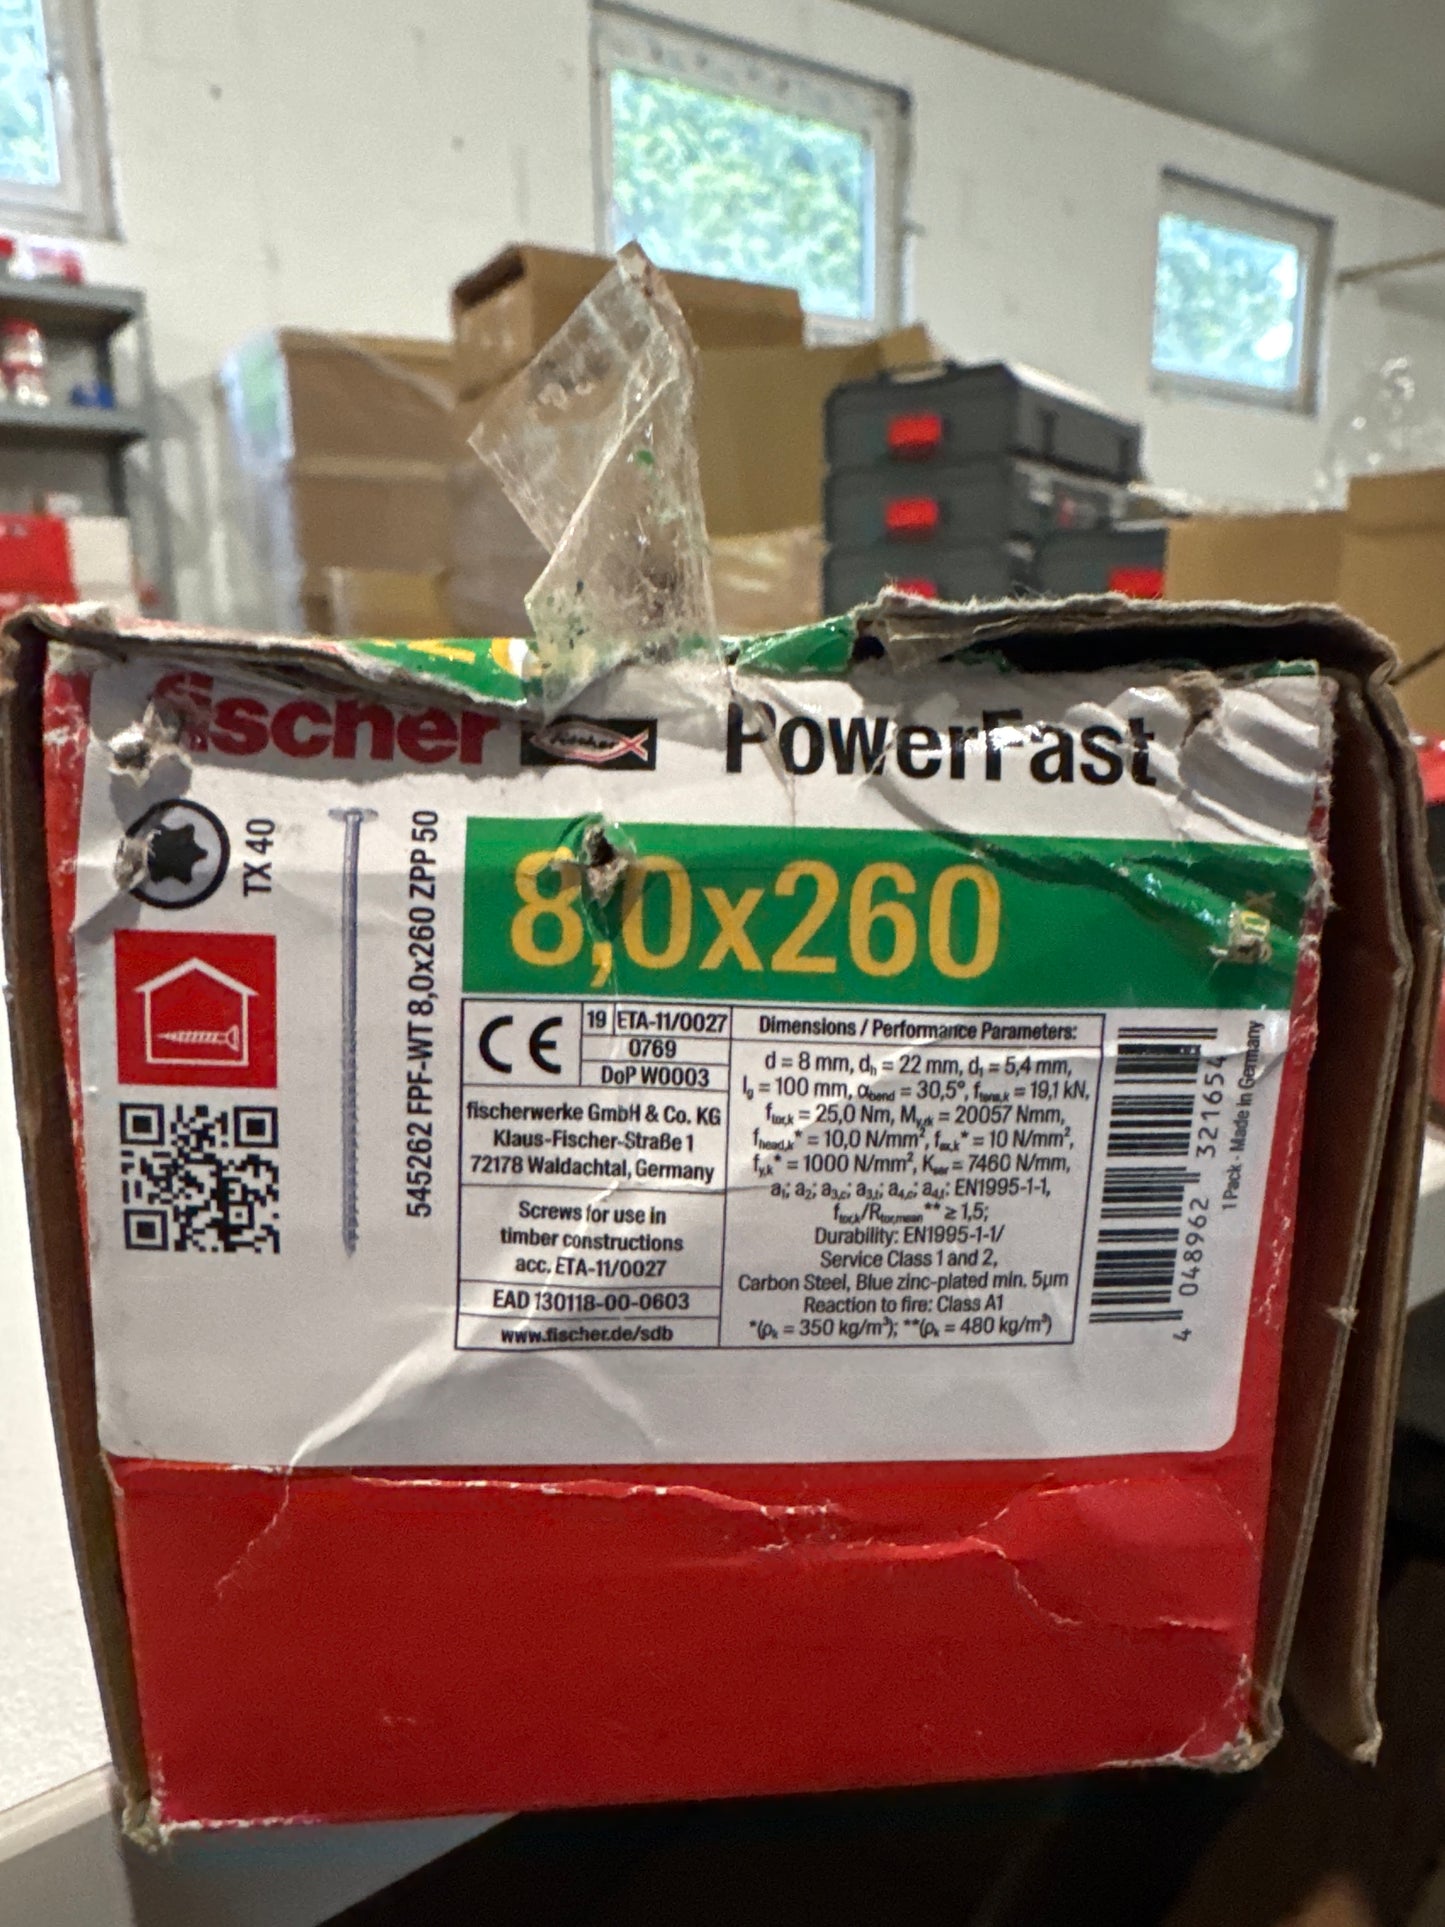 fischer
fischer
PowerFast
TX 40
545262 FPF-WT 8,0x260 ZPP 50
8,0x260
CE
19 ETA-11/0027
0769
DoP W0003
fischerwerke GmbH & Co. KG
Klaus-Fischer-Straße 1
72178 Waldachtal, Germany
Screws for use in
timber constructions
acc. ETA-11/0027
EAD 130118-00-0603
www.fischer.de/sdb
Dimensions / Performance Parameters:
d = 8 mm, dₕ = 22 mm, d₁ = 5,4 mm,
lg = 100 mm, αbend = 30,5°, ftens,k = 19,1 kN,
ftor,k = 25,0 Nm, My,rk = 20057 Nmm,
fhead,k* = 10,0 N/mm², fax,k* = 10 N/mm²,
fy,k* = 1000 N/mm², Kser = 7460 N/mm,
a₁; a₂; a3,c; a3,t; a4,c; a4,t: EN1995-1-1,
ftor,k/Rtor,mean** ≥ 1,5;
Durability: EN1995-1-1/
Service Class 1 and 2,
Carbon Steel, Blue zinc-plated min. 5µm
Reaction to fire: Class A1
*(ρk = 350 kg/m³); **(ρk = 480 kg/m³)
4 048962 321654
1 Pack - Made in Germany